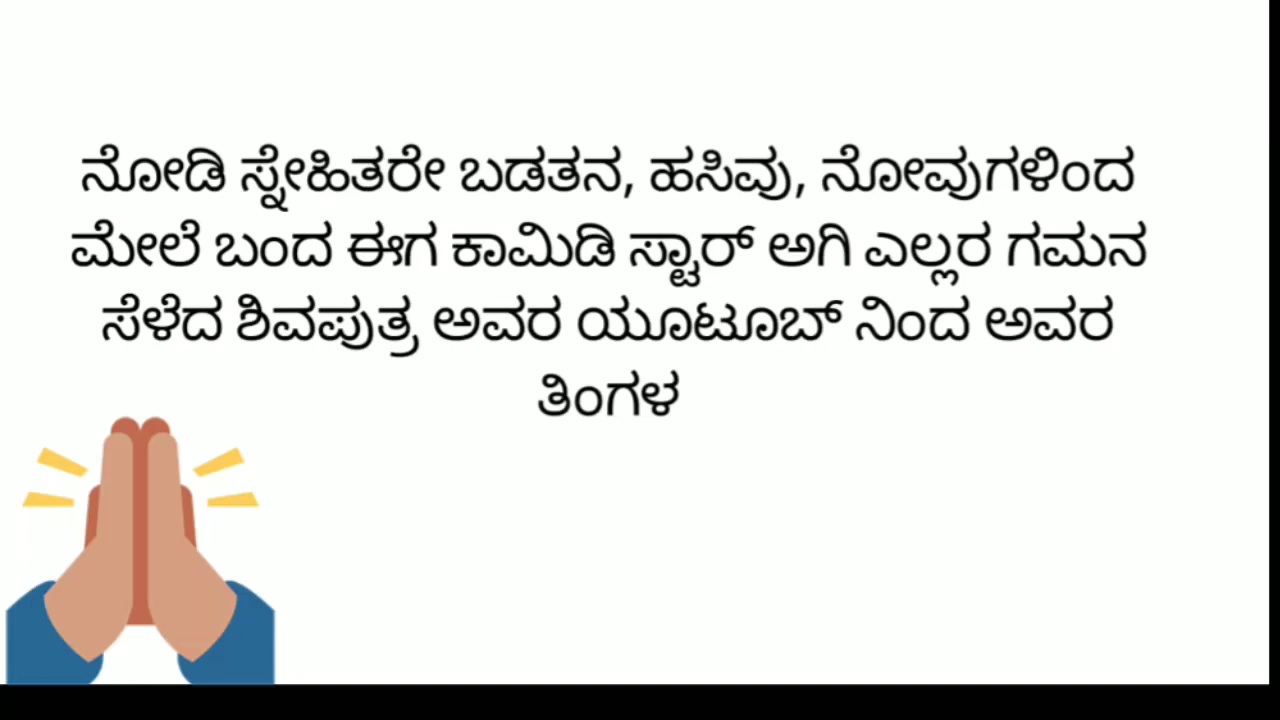 ನೋಡಿ ಸ್ನೇಹಿತರೇ ಬಡತನ, ಹಸಿವು, ನೋವುಗಳಿಂದ
ಮೇಲೆ ಬಂದ ಈಗ ಕಾಮಿಡಿ ಸ್ಟಾರ್ ಅಗಿ ಎಲ್ಲರ ಗಮನ
ಸೆಳೆದ ಶಿವಪುತ್ರ ಅವರ ಯೂಟೂಬ್ ನಿಂದ ಅವರ
ತಿಂಗಳ